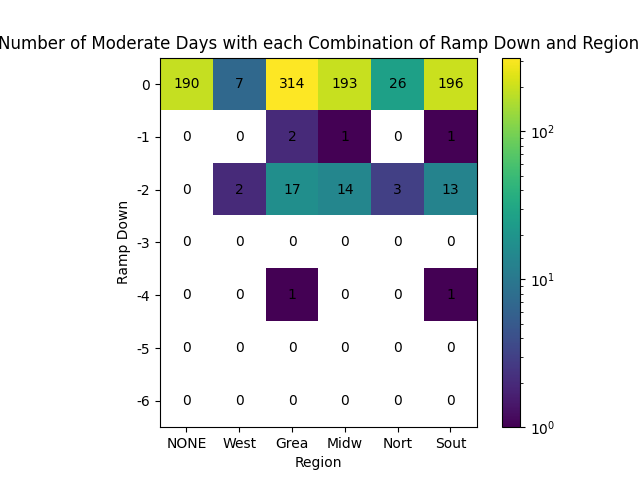 Number of Moderate Days with each Combination of Ramp Down and Region
0 190 7 314 193 26 196
-1 0 0 2 1 0 1
-2 0 2 17 14 3 13
-3 0 0 0 0 0 0
-4 0 0 1 0 0 1
-5 0 0 0 0 0 0
-6 0 0 0 0 0 0
NONE West Grea Midw Nort Sout
Region
Ramp Down
10²
10¹
10⁰